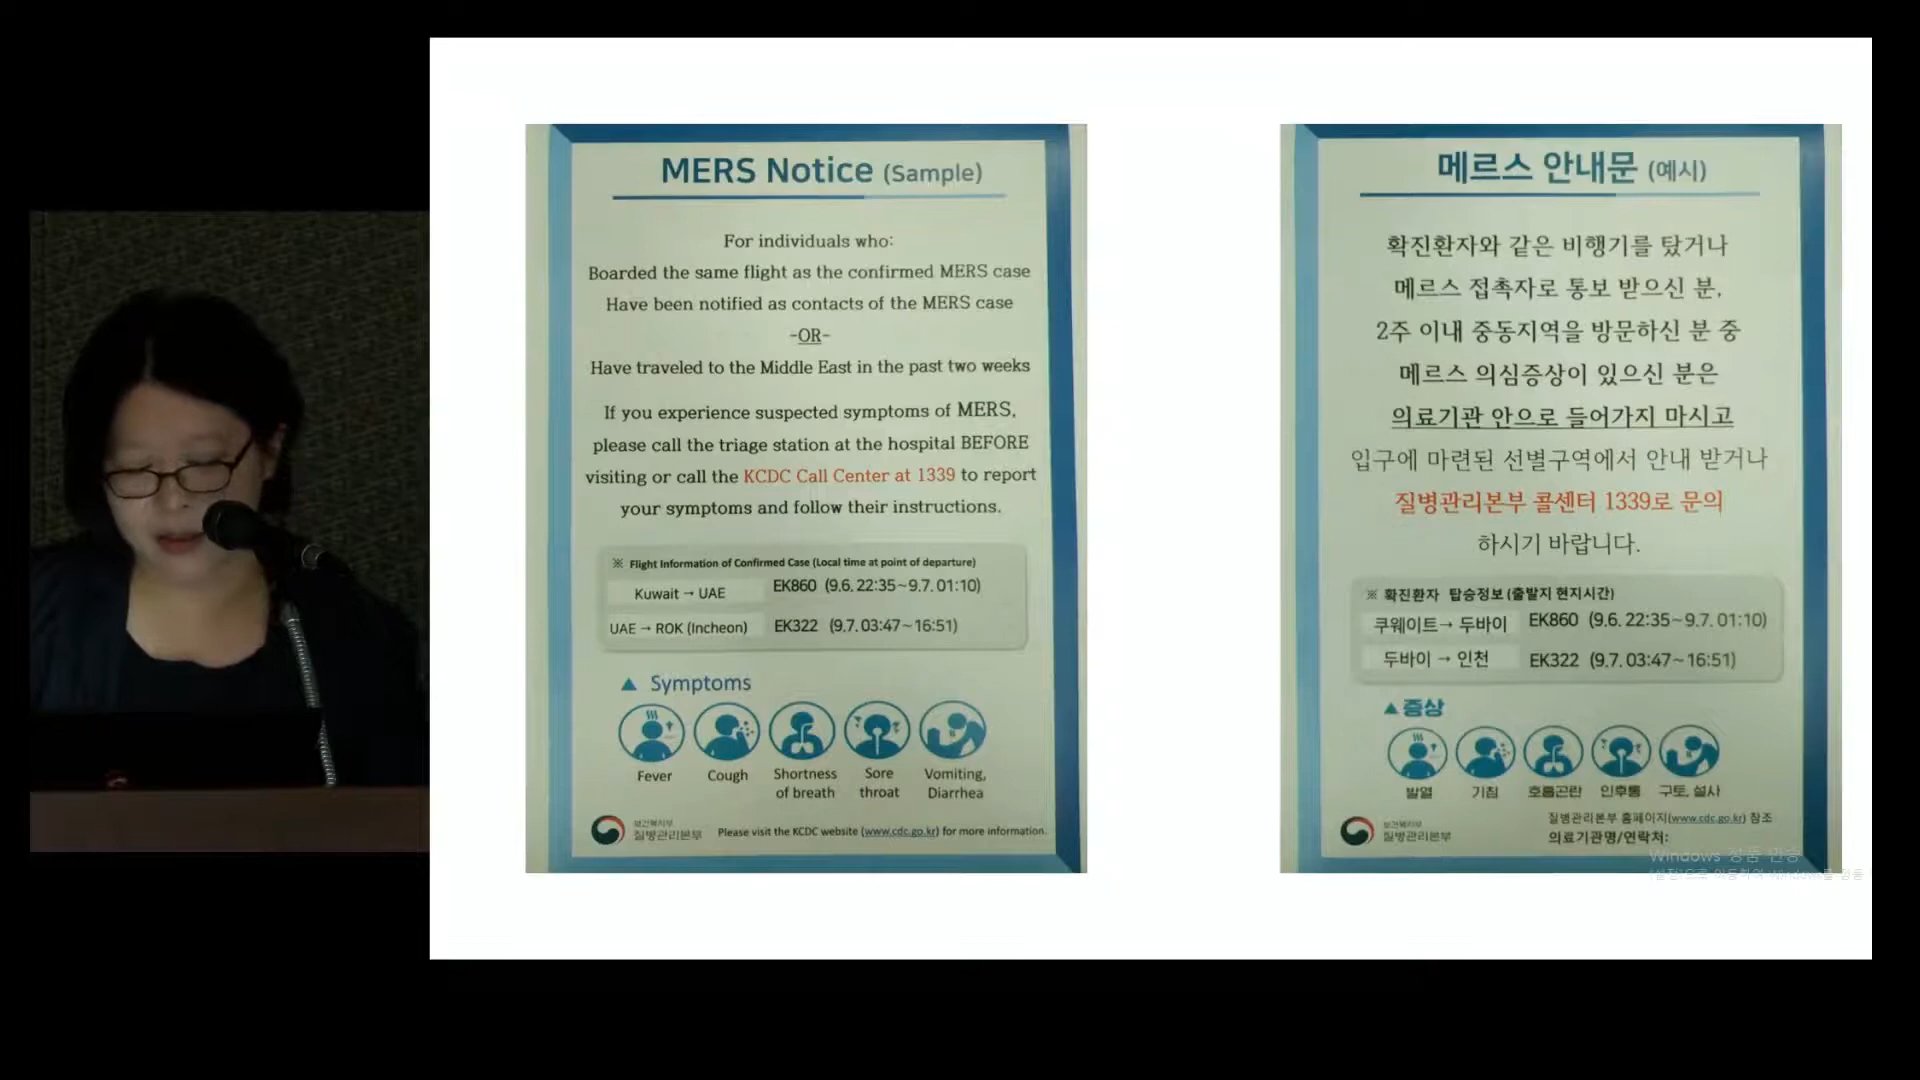 MERS Notice (Sample)
For individuals who:
Boarded the same flight as the confirmed MERS case
Have been notified as contacts of the MERS case
-OR-
Have traveled to the Middle East in the past two weeks
If you experience suspected symptoms of MERS,
please call the triage station at the hospital BEFORE
visiting or call the KCDC Call Center at 1339 to report
your symptoms and follow their instructions.
※ Flight Information of Confirmed Case (Local time at point of departure)
Kuwait → UAE EK860 (9.6. 22:35~9.7. 01:10)
UAE → ROK (Incheon) EK322 (9.7. 03:47~16:51)
▲ Symptoms
Fever
Cough
Shortness
of breath
Sore
throat
Vomiting,
Diarrhea
보건복지부
질병관리본부
Please visit the KCDC website (www.cdc.go.kr) for more information.
메르스 안내문 (예시)
확진환자와 같은 비행기를 탔거나
메르스 접촉자로 통보 받으신 분,
2주 이내 중동지역을 방문하신 분 중
메르스 의심증상이 있으신 분은
의료기관 안으로 들어가지 마시고
입구에 마련된 선별구역에서 안내 받거나
질병관리본부 콜센터 1339로 문의
하시기 바랍니다.
※ 확진환자 탑승정보 (출발지 현지시간)
쿠웨이트→ 두바이 EK860 (9.6. 22:35~9.7. 01:10)
두바이 → 인천 EK322 (9.7. 03:47~16:51)
▲증상
발열
기침
호흡곤란
인후통
구토, 설사
보건복지부
질병관리본부
질병관리본부 홈페이지(www.cdc.go.kr) 참조
의료기관명/연락처:
Windows 정품 인증